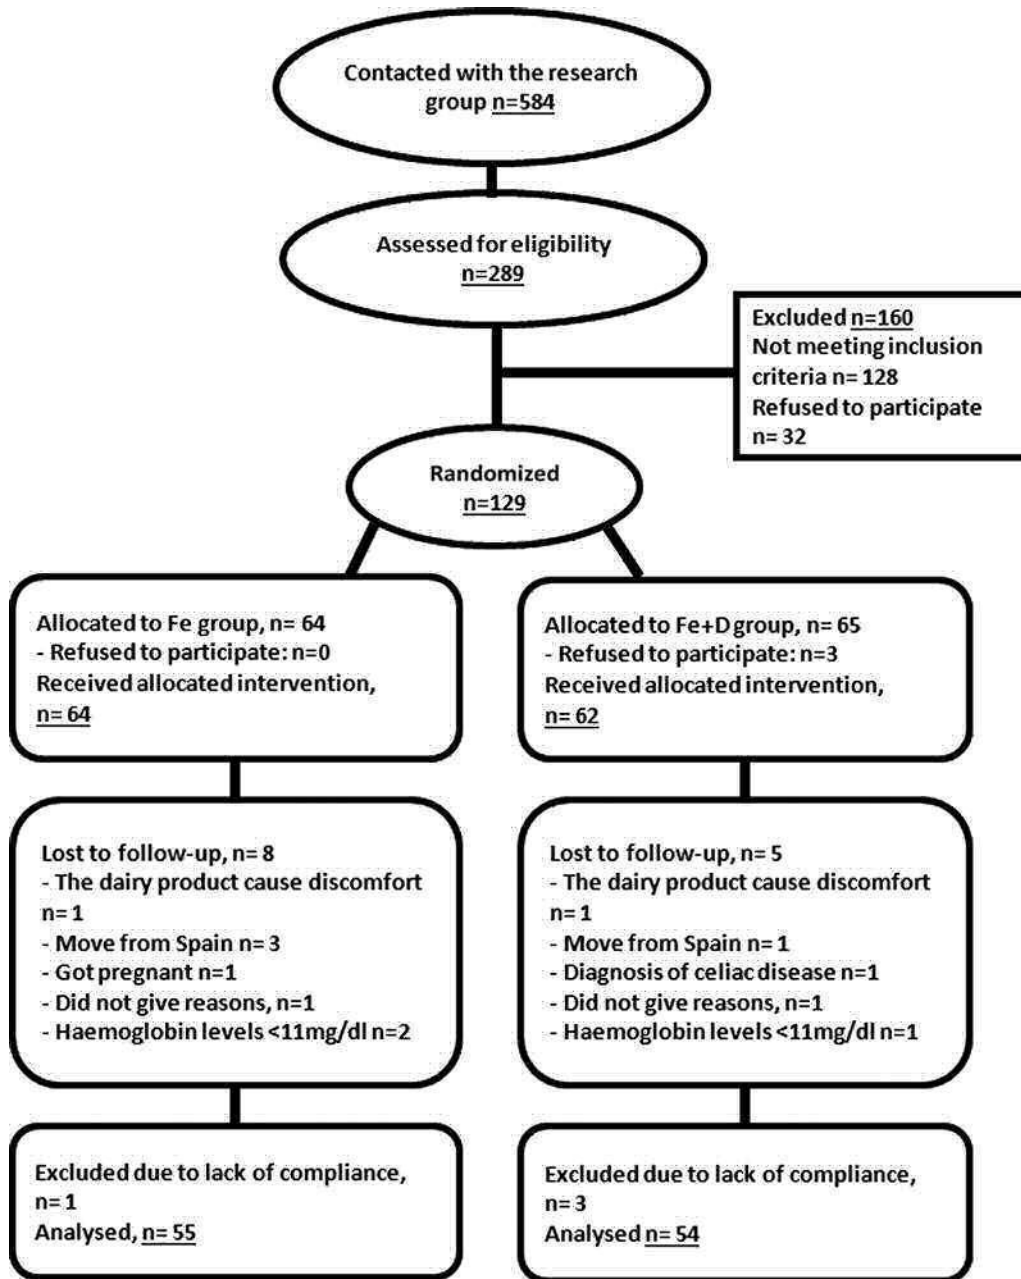 Contacted with the research
group n=584
Assessed for eligibility
n=289
Excluded n=160
Not meeting inclusion
criteria n= 128
Refused to participate
n= 32
Randomized
n=129
Allocated to Fe group, n= 64
- Refused to participate: n=0
Received allocated intervention,
n= 64
Allocated to Fe+D group, n= 65
- Refused to participate: n=3
Received allocated intervention,
n= 62
Lost to follow-up, n= 8
- The dairy product cause discomfort
n= 1
- Move from Spain n= 3
- Got pregnant n=1
- Did not give reasons, n=1
- Haemoglobin levels <11mg/dl n=2
Lost to follow-up, n= 5
- The dairy product cause discomfort
n= 1
- Move from Spain n= 1
- Diagnosis of celiac disease n=1
- Did not give reasons, n=1
- Haemoglobin levels <11mg/dl n=1
Excluded due to lack of compliance,
n= 1
Analysed, n= 55
Excluded due to lack of compliance,
n= 3
Analysed n= 54